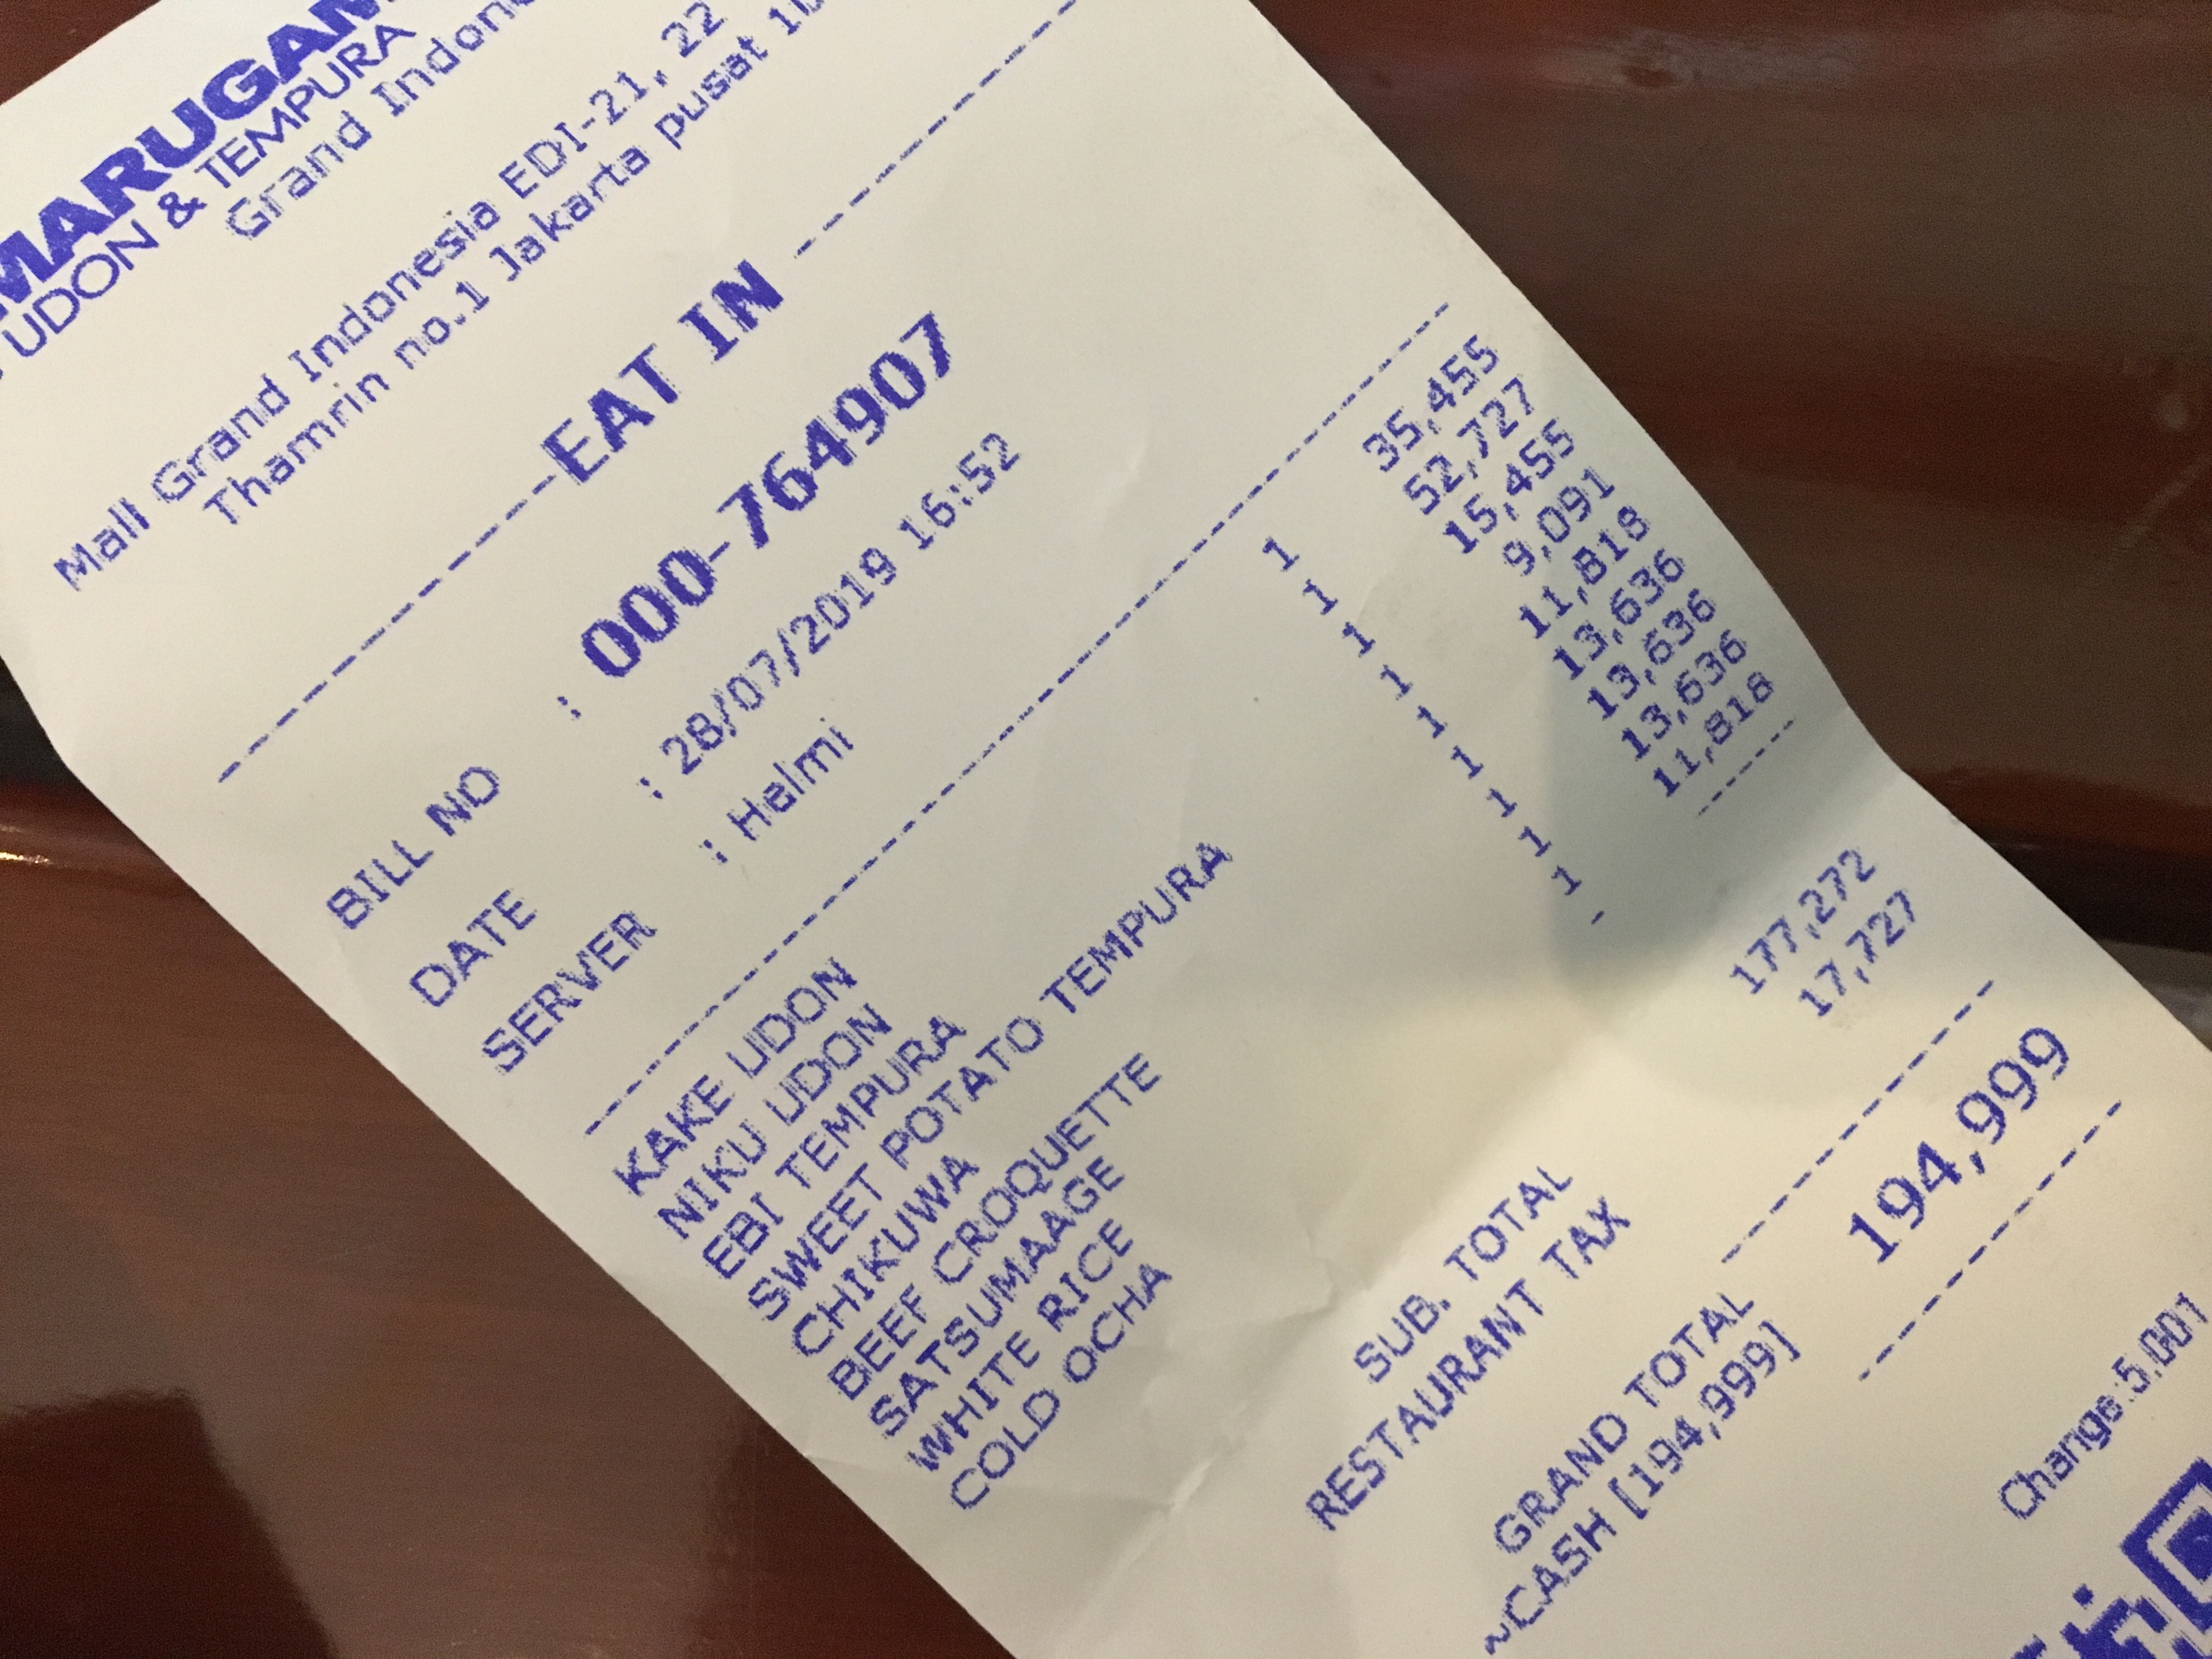 MARUGAM
UDON & TEMPURA
Grand Indon
Mall Grand Indonesia EDI-21, 22
Thamrin no.1 Jakarta pusat
EAT IN
BILL NO : 000-764907
DATE : 28/07/2019 16:52
SERVER : Helmi
KAKE UDON 1 35,455
NIKU UDON 1 52,727
EBI TEMPURA 1 15,455
SWEET POTATO TEMPURA 1 9,091
CHIKUWA 1 11,818
BEEF CROQUETTE 1 13,636
SATSUMAAGE 1 13,636
WHITE RICE 1 13,636
COLD OCHA 1 11,818
SUB. TOTAL 177,272
RESTAURANT TAX 17,727
GRAND TOTAL 194,999
~CASH [194,999]
Change:5,001